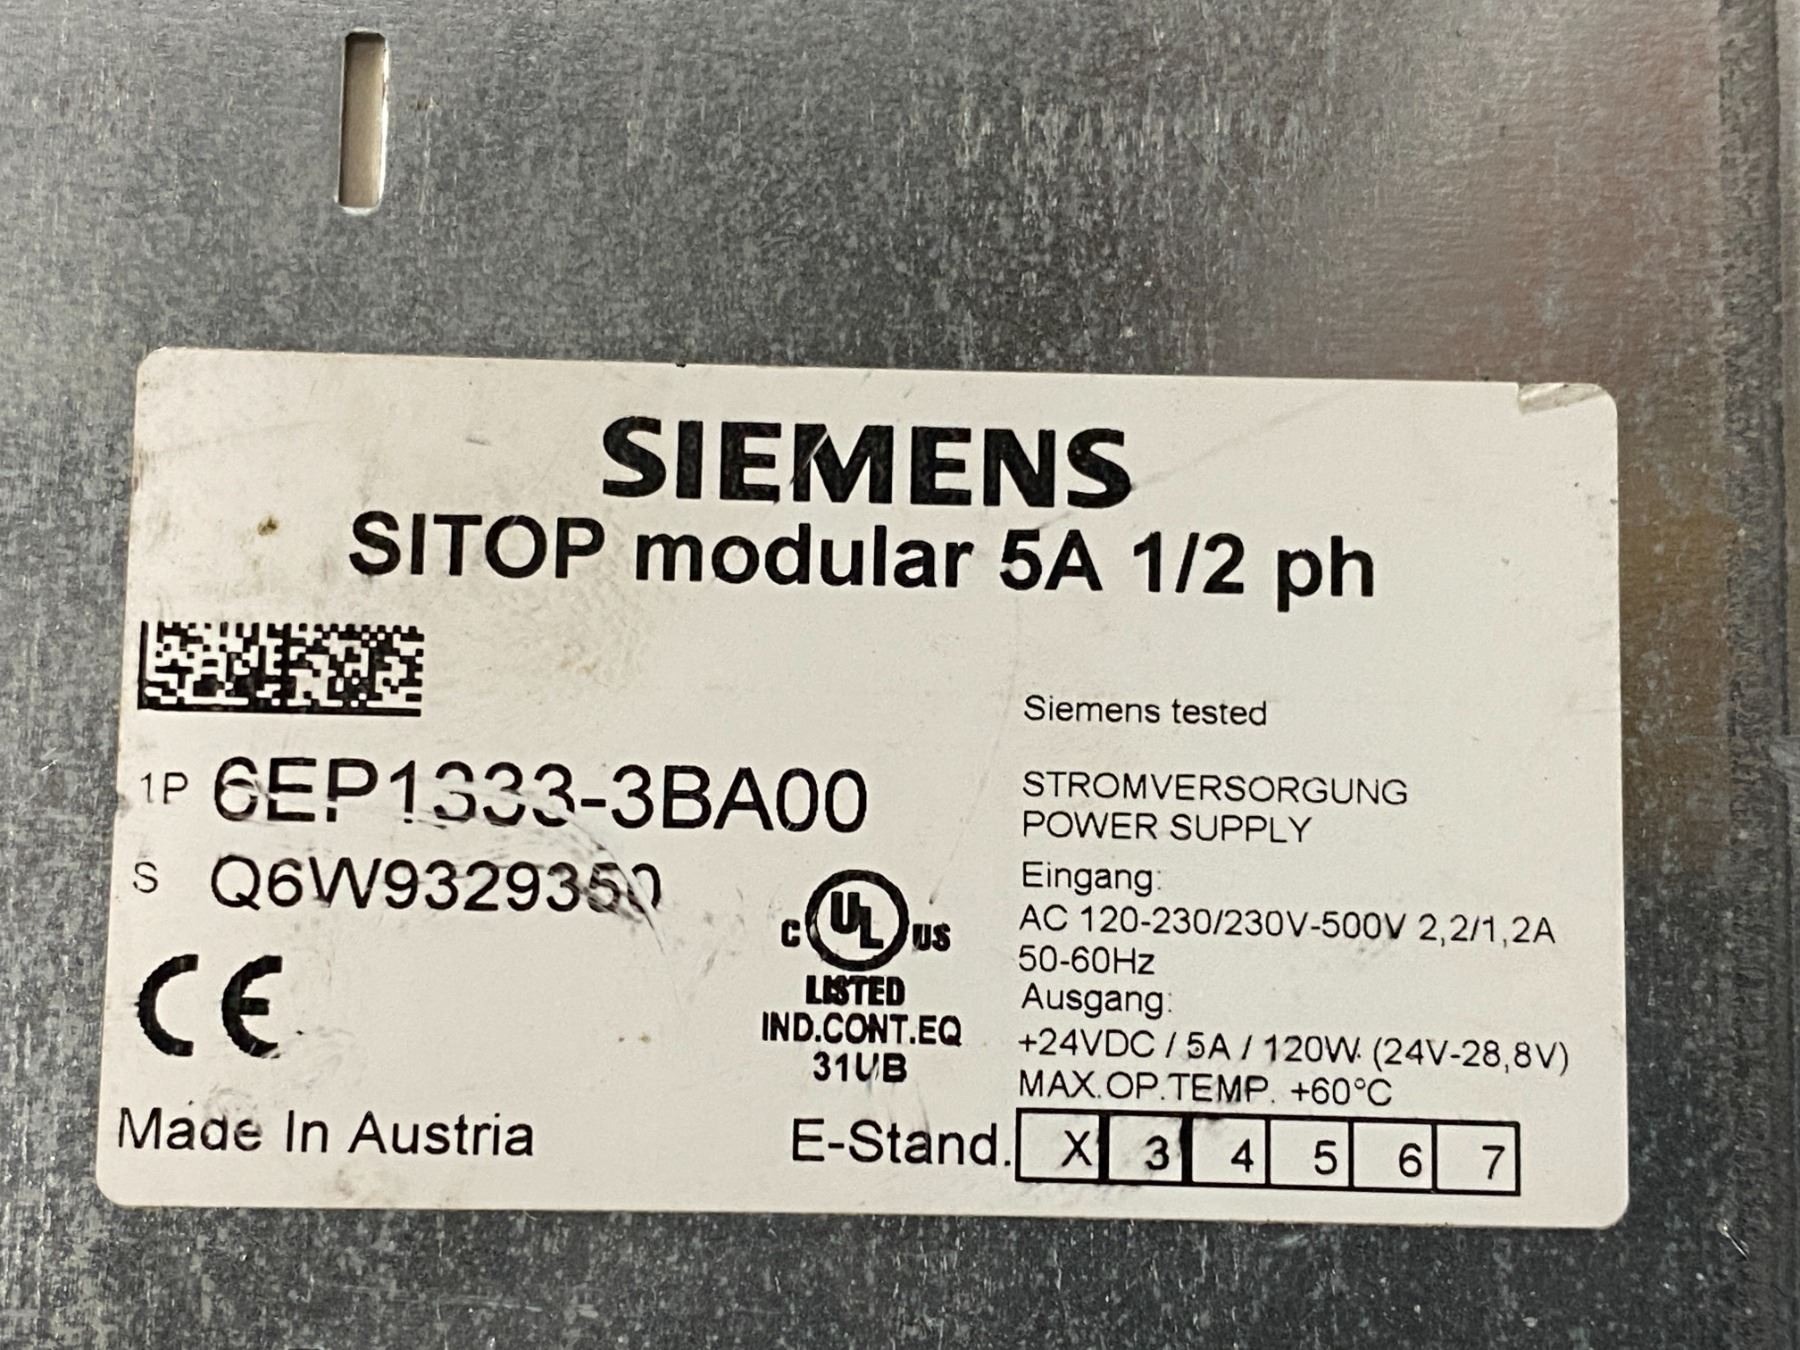 SIEMENS
SITOP modular 5A 1/2 ph
1P 6EP1333-3BA00
S Q6W9329350
CE
Made In Austria
C UL US
LISTED
IND.CONT.EQ
31UB
Siemens tested
STROMVERSORGUNG
POWER SUPPLY
Eingang:
AC 120-230/230V-500V 2,2/1,2A
50-60Hz
Ausgang:
+24VDC / 5A / 120W (24V-28,8V)
MAX.OP.TEMP. +60°C
E-Stand. X 3 4 5 6 7